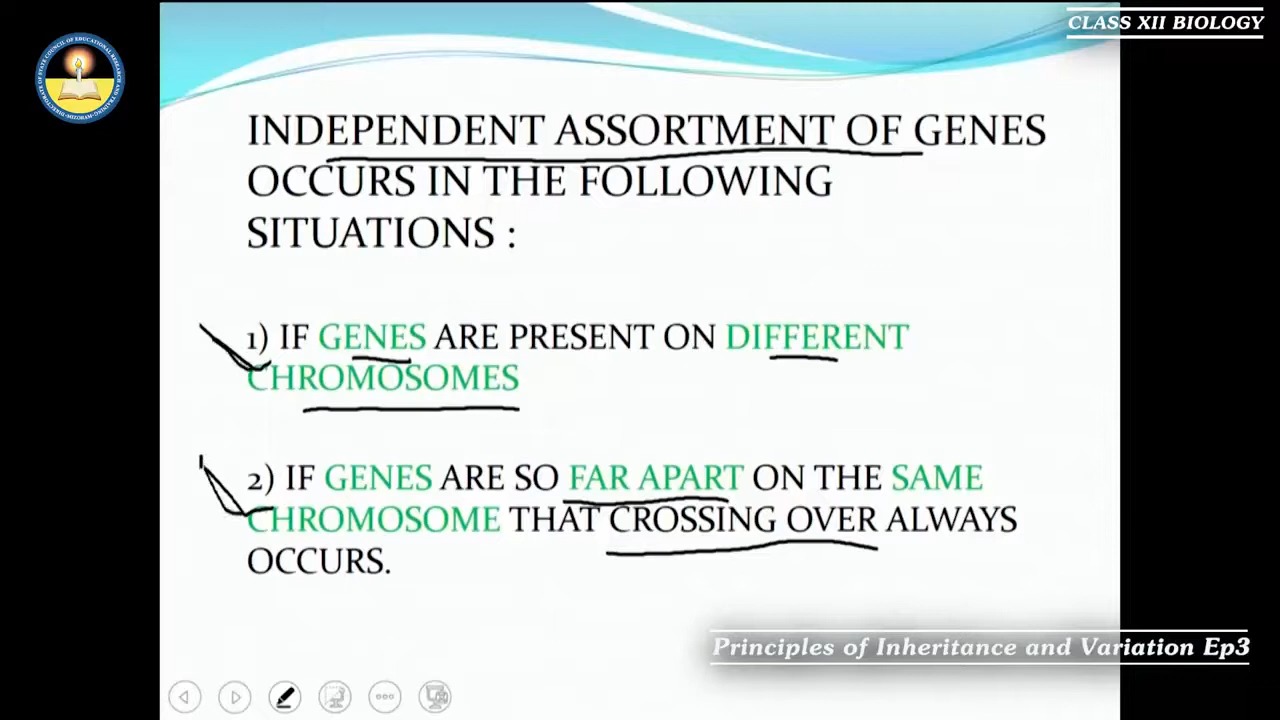 CLASS XII BIOLOGY
INDEPENDENT ASSORTMENT OF GENES
OCCURS IN THE FOLLOWING
SITUATIONS :
1) IF GENES ARE PRESENT ON DIFFERENT
CHROMOSOMES
2) IF GENES ARE SO FAR APART ON THE SAME
CHROMOSOME THAT CROSSING OVER ALWAYS
OCCURS.
Principles of Inheritance and Variation Ep3